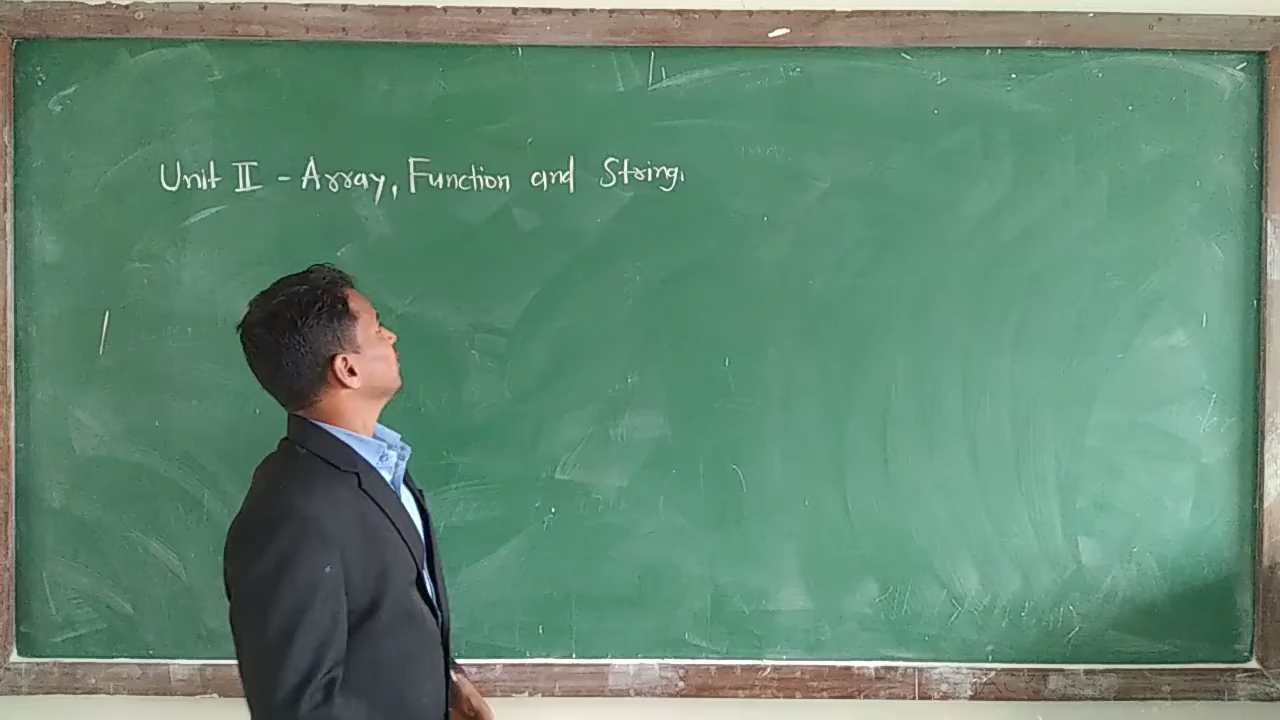 Unit II - Array, Function and String.